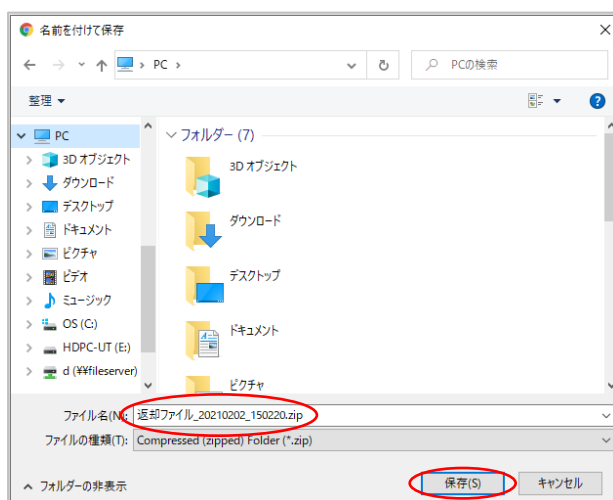 名前を付けて保存
PC
PCの検索
整理
PC
3D オブジェクト
ダウンロード
デスクトップ
ドキュメント
ピクチャ
ビデオ
ミュージック
OS (C:)
HDPC-UT (E:)
d (¥¥fileserver)
フォルダー (7)
3D オブジェクト
ダウンロード
デスクトップ
ドキュメント
ピクチャ
ファイル名(N): 返却ファイル_20210202_150220.zip
ファイルの種類(T): Compressed (zipped) Folder (*.zip)
フォルダーの非表示
保存(S)
キャンセル